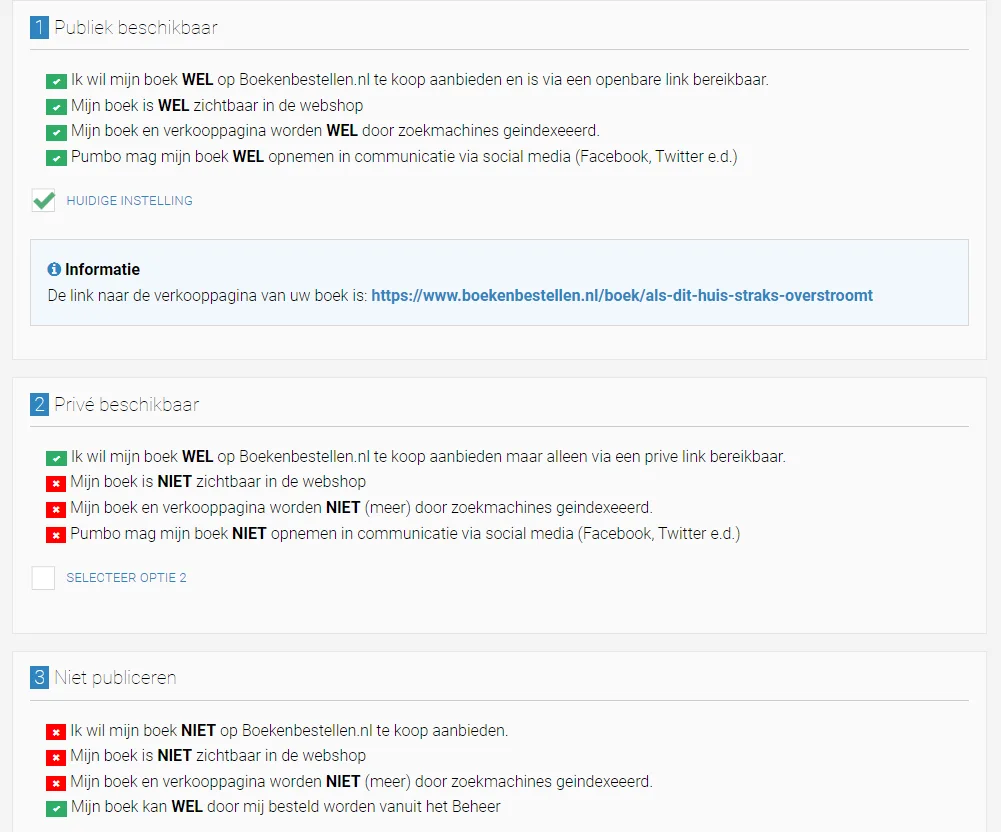 1 Publiek beschikbaar
Ik wil mijn boek WEL op Boekenbestellen.nl te koop aanbieden en is via een openbare link bereikbaar.
Mijn boek is WEL zichtbaar in de webshop
Mijn boek en verkooppagina worden WEL door zoekmachines geindexeeerd.
Pumbo mag mijn boek WEL opnemen in communicatie via social media (Facebook, Twitter e.d.)
HUIDIGE INSTELLING
Informatie
De link naar de verkooppagina van uw boek is: https://www.boekenbestellen.nl/boek/als-dit-huis-straks-overstroomt
2 Privé beschikbaar
Ik wil mijn boek WEL op Boekenbestellen.nl te koop aanbieden maar alleen via een prive link bereikbaar.
Mijn boek is NIET zichtbaar in de webshop
Mijn boek en verkooppagina worden NIET (meer) door zoekmachines geindexeeerd.
Pumbo mag mijn boek NIET opnemen in communicatie via social media (Facebook, Twitter e.d.)
SELECTEER OPTIE 2
3 Niet publiceren
Ik wil mijn boek NIET op Boekenbestellen.nl te koop aanbieden.
Mijn boek is NIET zichtbaar in de webshop
Mijn boek en verkooppagina worden NIET (meer) door zoekmachines geindexeeerd.
Mijn boek kan WEL door mij besteld worden vanuit het Beheer